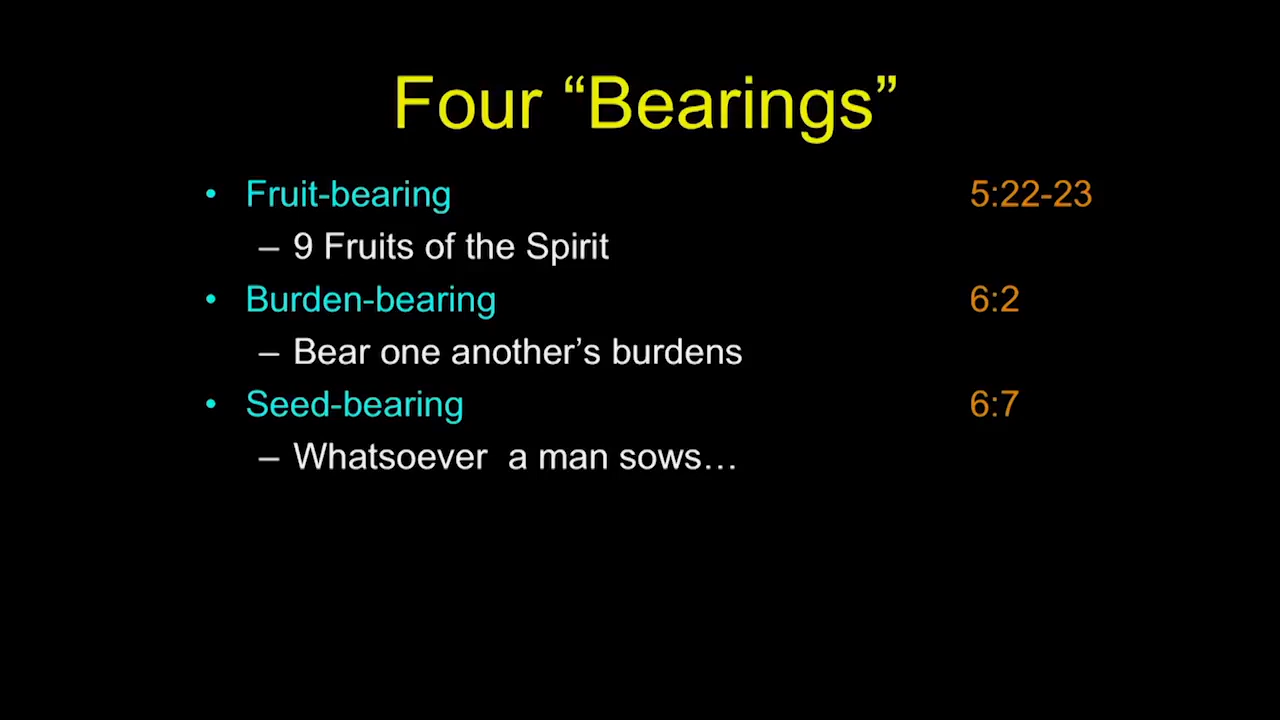 Four “Bearings”
• Fruit-bearing 5:22-23
– 9 Fruits of the Spirit
• Burden-bearing 6:2
– Bear one another’s burdens
• Seed-bearing 6:7
– Whatsoever  a man sows…